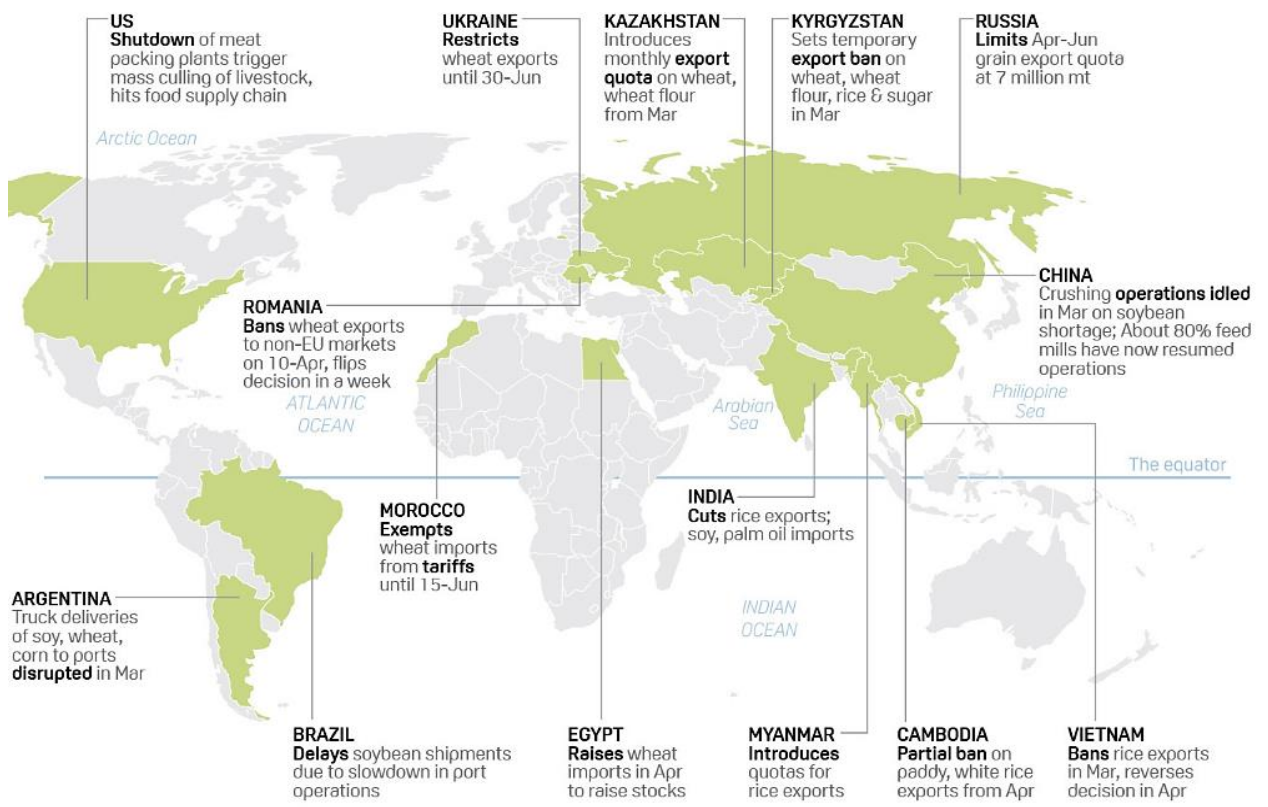 US
Shutdown of meat
packing plants trigger
mass culling of livestock,
hits food supply chain
UKRAINE
Restricts
wheat exports
until 30-Jun
KAZAKHSTAN
Introduces
monthly export
quota on wheat,
wheat flour
from Mar
KYRGYZSTAN
Sets temporary
export ban on
wheat, wheat
flour, rice & sugar
in Mar
RUSSIA
Limits Apr-Jun
grain export quota
at 7 million mt
Arctic Ocean
ROMANIA
Bans wheat exports
to non-EU markets
on 10-Apr, flips
decision in a week
CHINA
Crushing operations idled
in Mar on soybean
shortage; About 80% feed
mills have now resumed
operations
ATLANTIC
OCEAN
Arabian
Sea
Philippine
Sea
The equator
MOROCCO
Exempts
wheat imports
from tariffs
until 15-Jun
INDIA
Cuts rice exports;
soy, palm oil imports
ARGENTINA
Truck deliveries
of soy, wheat,
corn to ports
disrupted in Mar
INDIAN
OCEAN
BRAZIL
Delays soybean shipments
due to slowdown in port
operations
EGYPT
Raises wheat
imports in Apr
to raise stocks
MYANMAR
Introduces
quotas for
rice exports
CAMBODIA
Partial ban on
paddy, white rice
exports from Apr
VIETNAM
Bans rice exports
in Mar, reverses
decision in Apr